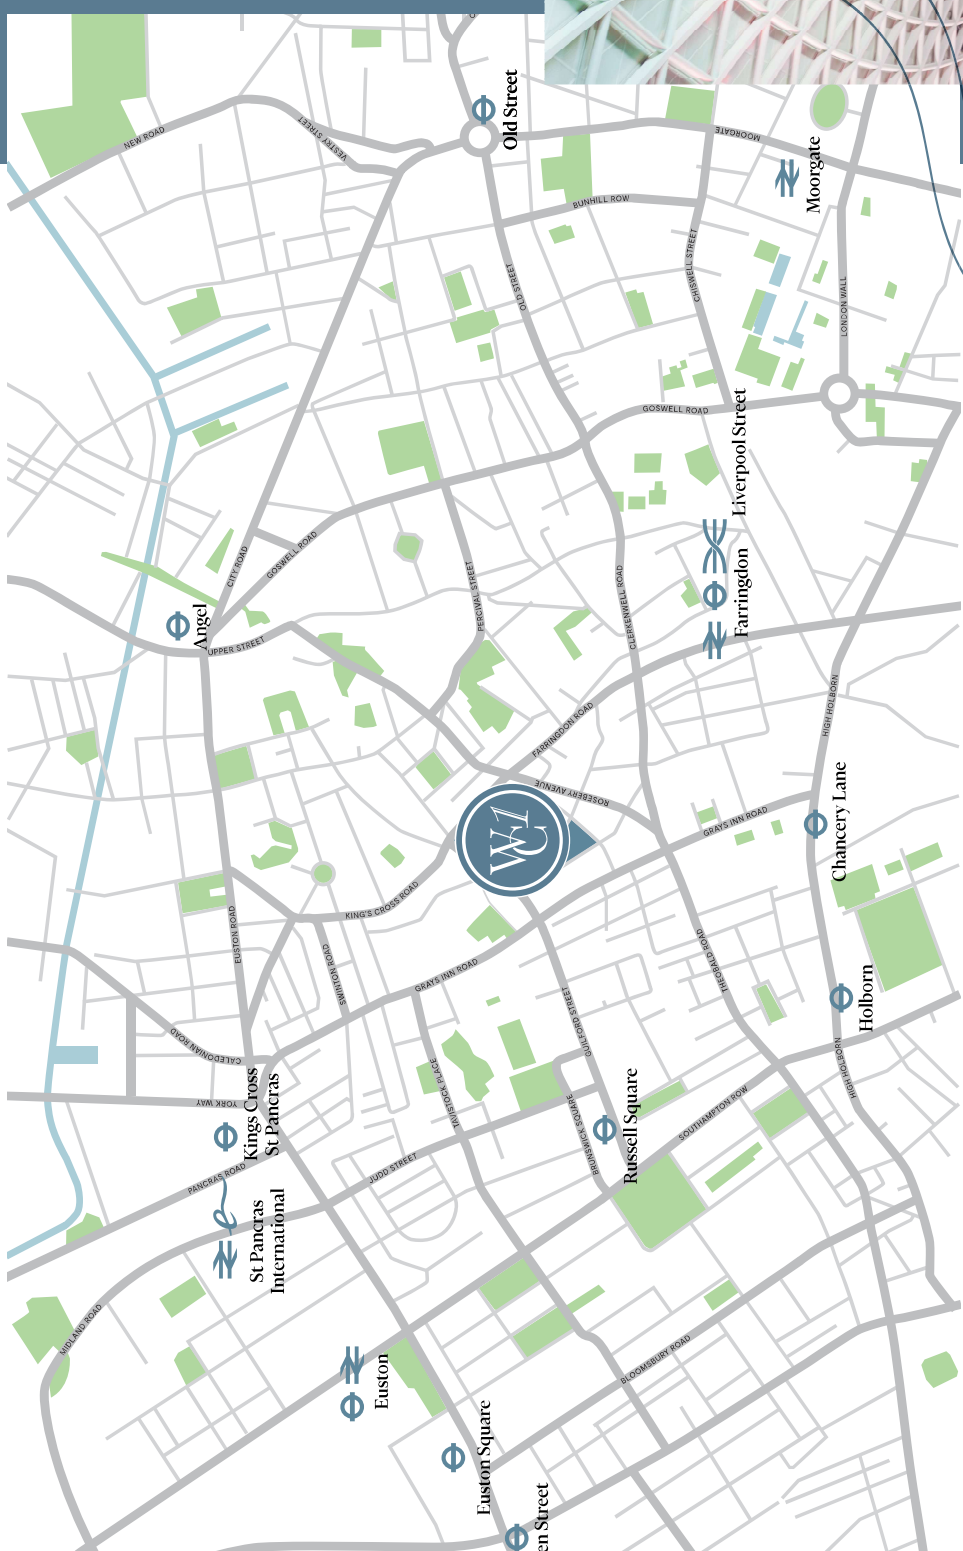 Old Street
Moorgate
Liverpool Street
Farringdon
Angel
Chancery Lane
Holborn
Kings Cross
St Pancras
Russell Square
St Pancras
International
Euston
Euston Square
en Street
WC1
NEW ROAD
VESTRY STREET
MOORGATE
BUNHILL ROW
OLD STREET
CHISWELL STREET
LONDON WALL
GOSWELL ROAD
CITY ROAD
GOSWELL ROAD
UPPER STREET
PERCIVAL STREET
CLERKENWELL ROAD
FARRINGDON ROAD
ROSEBERY AVENUE
HIGH HOLBORN
GRAYS INN ROAD
KING'S CROSS ROAD
EUSTON ROAD
SWINTON ROAD
GRAYS INN ROAD
THEOBALD ROAD
CALEDONIAN ROAD
YORK WAY
GUILFORD STREET
TAVISTOCK PLACE
HIGH HOLBORN
SOUTHAMPTON ROW
BRUNSWICK SQUARE
JUDD STREET
PANCRAS ROAD
MIDLAND ROAD
BLOOMSBURY ROAD